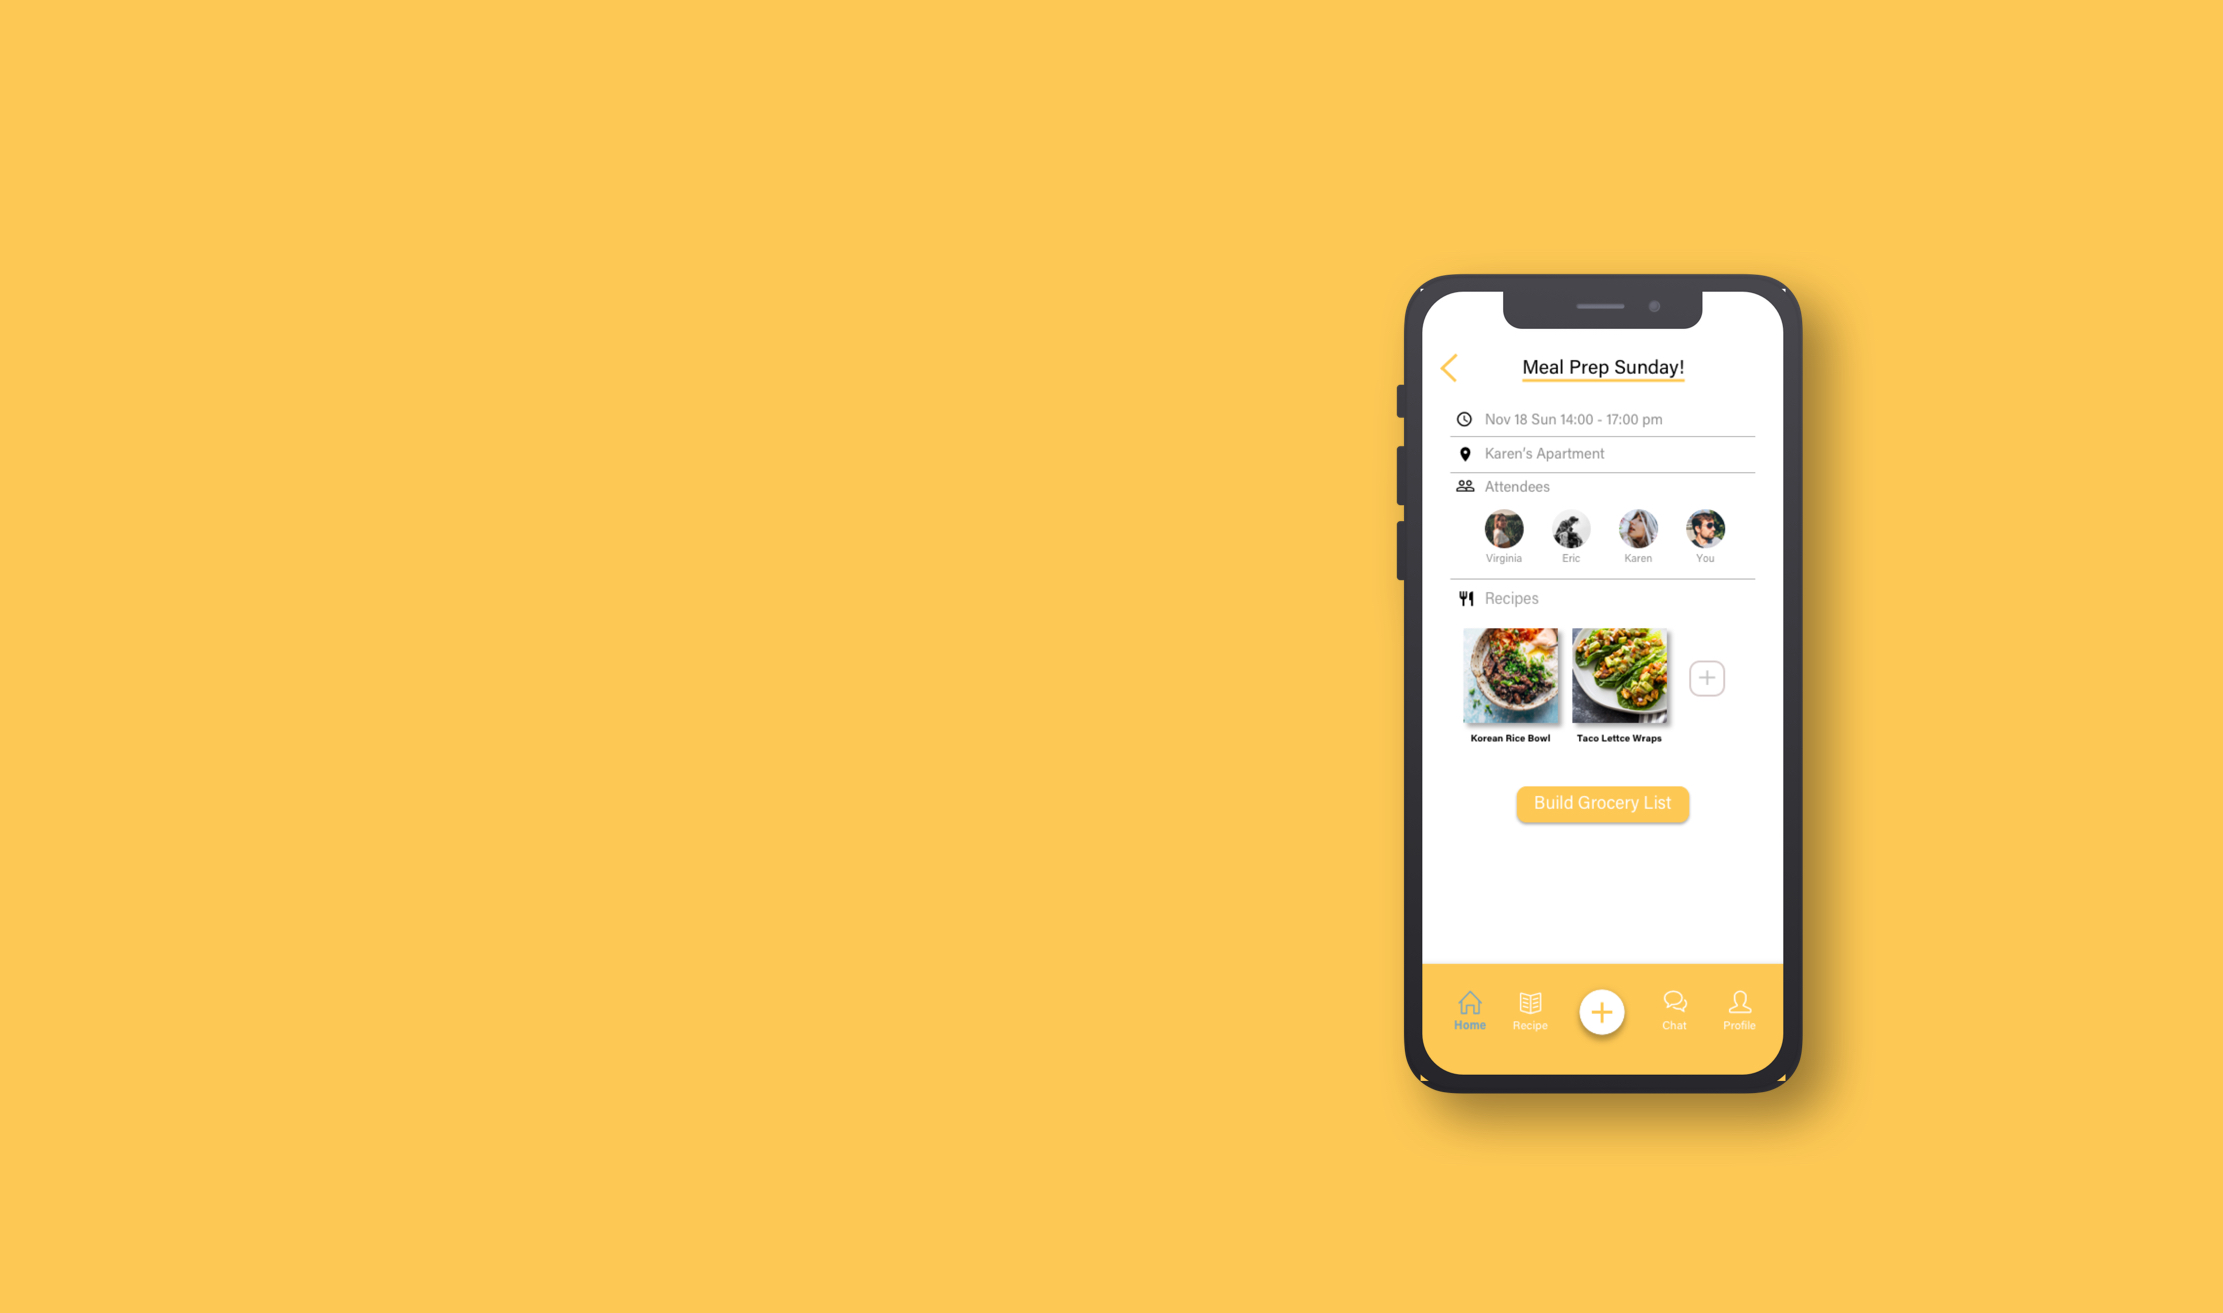 Meal Prep Sunday!
Nov 18 Sun 14:00 - 17:00 pm
Karen's Apartment
Attendees
Virginia Eric Karen You
Recipes
Korean Rice Bowl Taco Lettce Wraps
Build Grocery List
Home Recipe Chat Profile